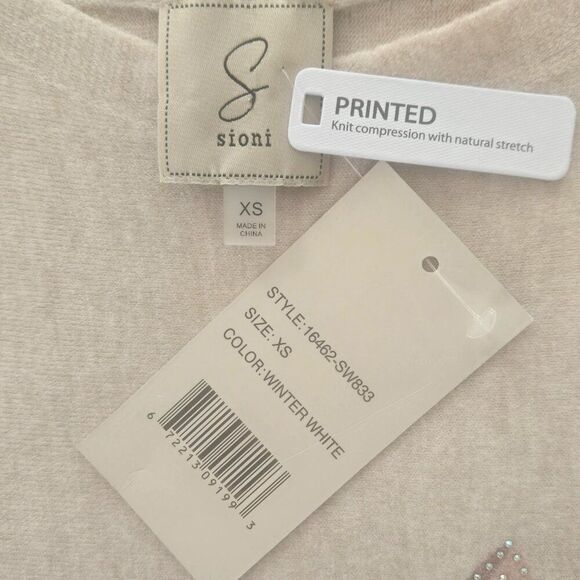 S
sioni
PRINTED
Knit compression with natural stretch
XS
MADE IN
CHINA
STYLE: 16462-SW833
SIZE: XS
COLOR: WINTER WHITE
6 72213 09199 3